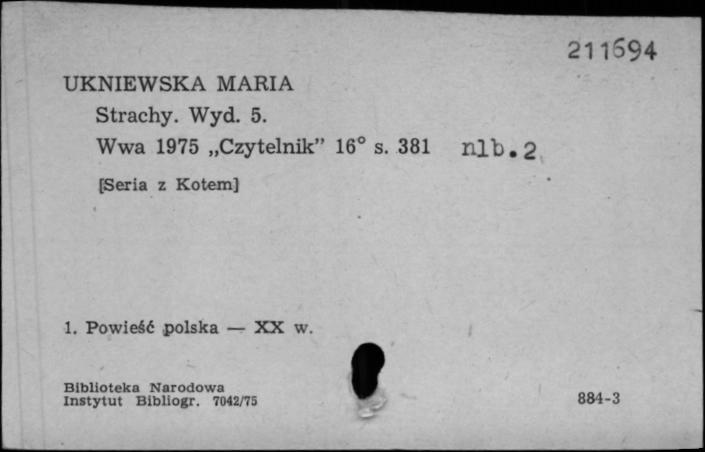 211694
UKNIEWSKA MARIA
Strachy. Wyd. 5.
Wwa 1975 „Czytelnik” 16° s. 381 nlb.2
[Seria z Kotem]
1. Powieść polska — XX w.
Biblioteka Narodowa
Instytut Bibliogr. 7042/75
884-3